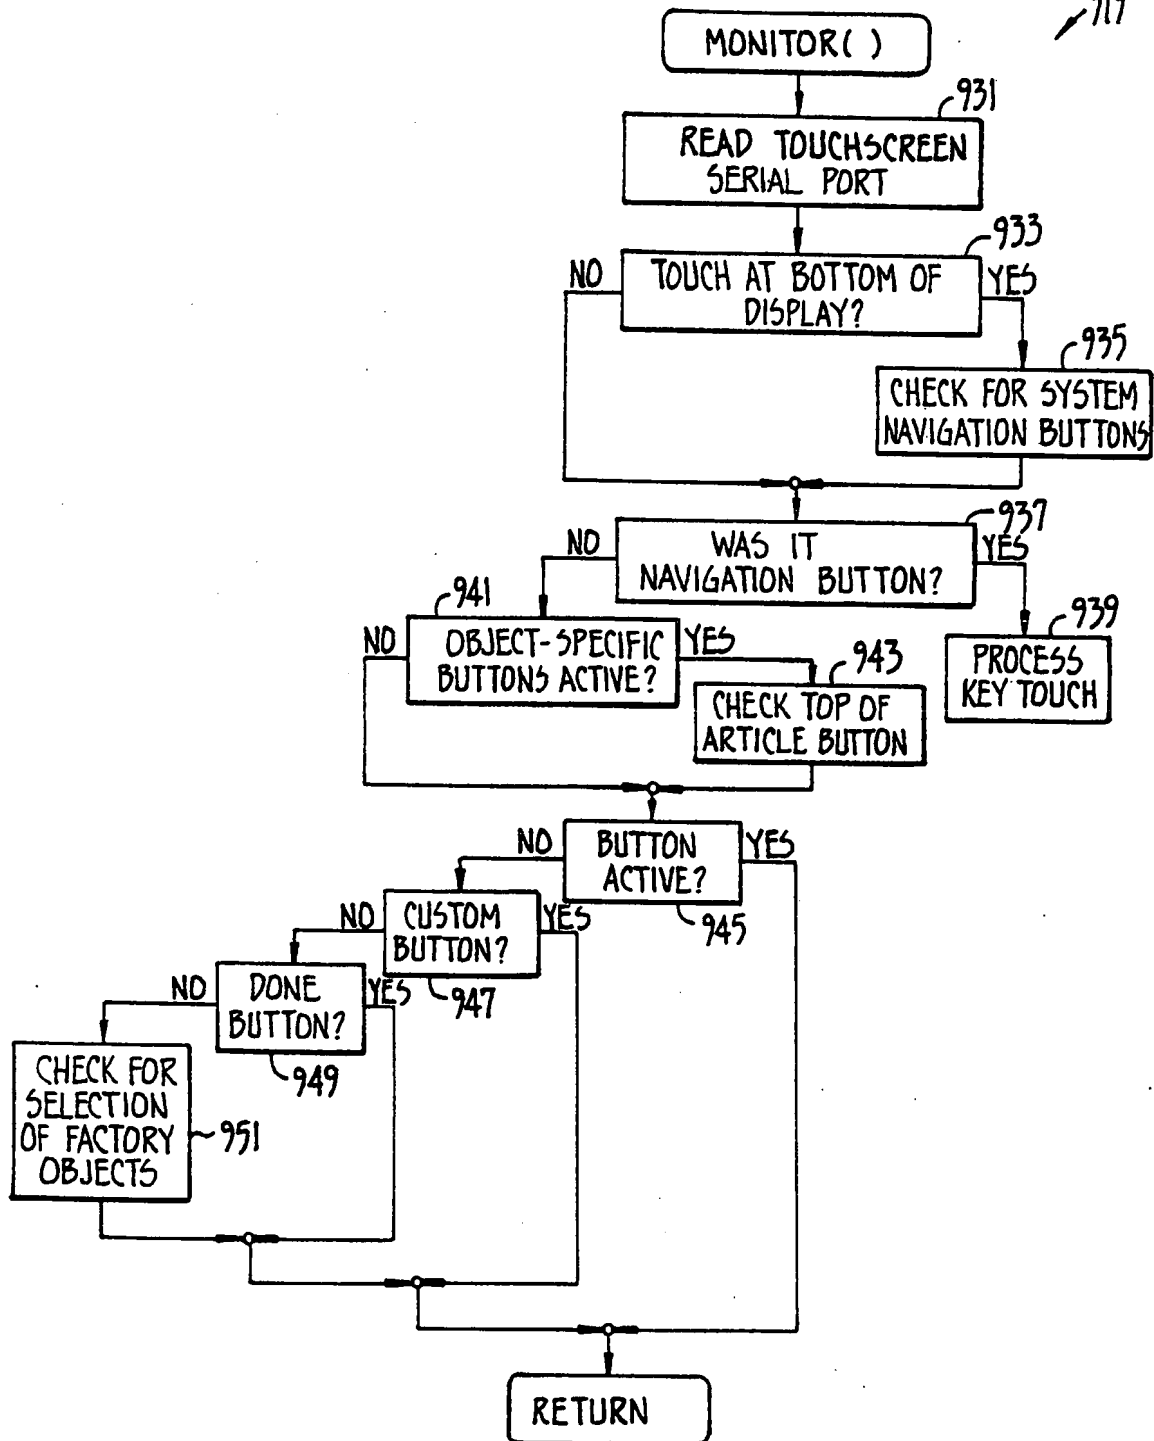 717
MONITOR( )
931
READ TOUCHSCREEN
SERIAL PORT
933
NO
TOUCH AT BOTTOM OF
DISPLAY?
YES
935
CHECK FOR SYSTEM
NAVIGATION BUTTONS
937
NO
WAS IT
NAVIGATION BUTTON?
YES
939
PROCESS
KEY TOUCH
941
NO
OBJECT-SPECIFIC
BUTTONS ACTIVE?
YES
943
CHECK TOP OF
ARTICLE BUTTON
NO
BUTTON
ACTIVE?
YES
945
NO
CUSTOM
BUTTON?
YES
947
NO
DONE
BUTTON?
YES
949
CHECK FOR
SELECTION
OF FACTORY
OBJECTS
951
RETURN